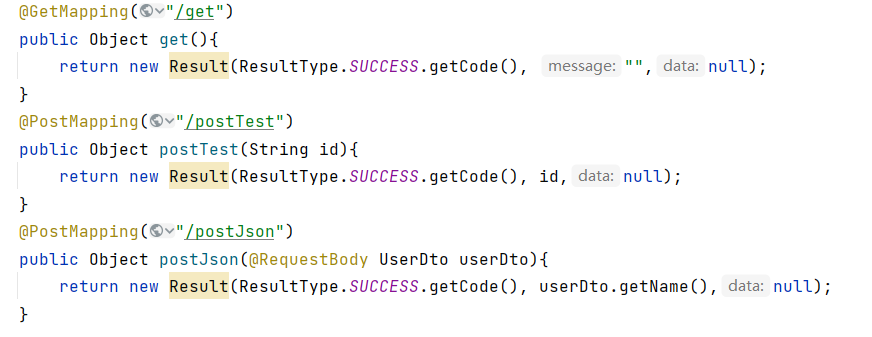 @GetMapping("/get")
public Object get(){
    return new Result(ResultType.SUCCESS.getCode(), message: "", data: null);
}
@PostMapping("/postTest")
public Object postTest(String id){
    return new Result(ResultType.SUCCESS.getCode(), id, data: null);
}
@PostMapping("/postJson")
public Object postJson(@RequestBody UserDto userDto){
    return new Result(ResultType.SUCCESS.getCode(), userDto.getName(), data: null);
}